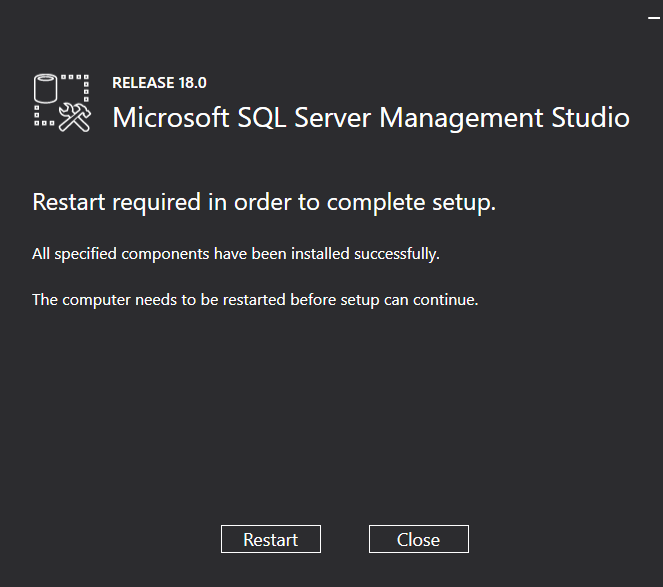 RELEASE 18.0
Microsoft SQL Server Management Studio
Restart required in order to complete setup.
All specified components have been installed successfully.
The computer needs to be restarted before setup can continue.
Restart
Close